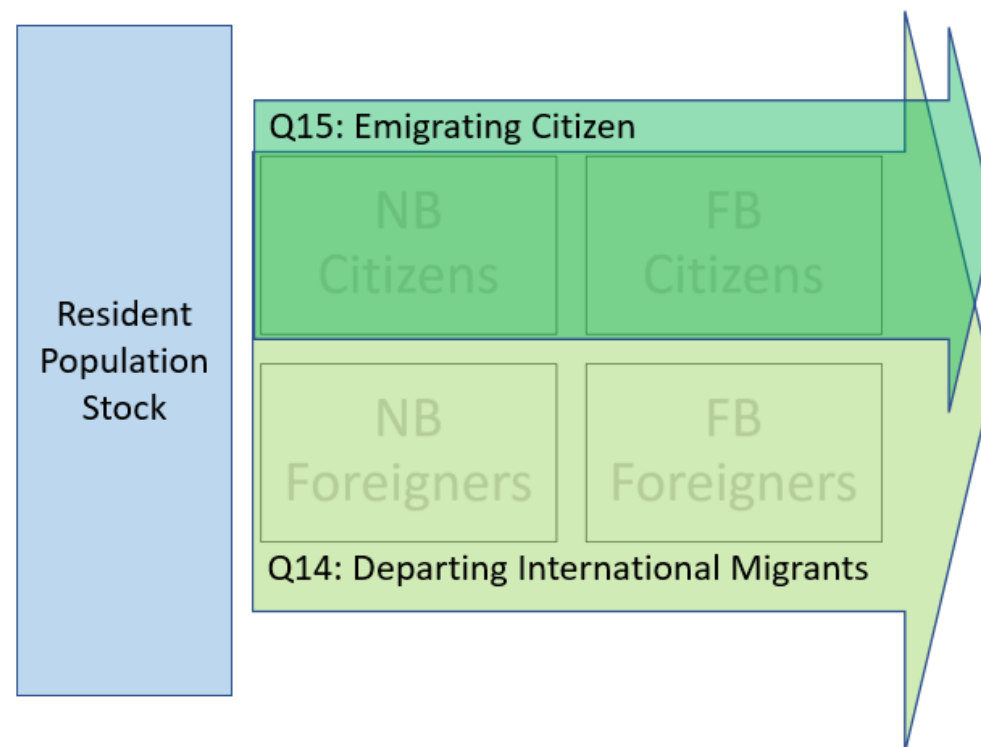 Resident
Population
Stock
Q15: Emigrating Citizen
NB
Citizens
FB
Citizens
NB
Foreigners
FB
Foreigners
Q14: Departing International Migrants